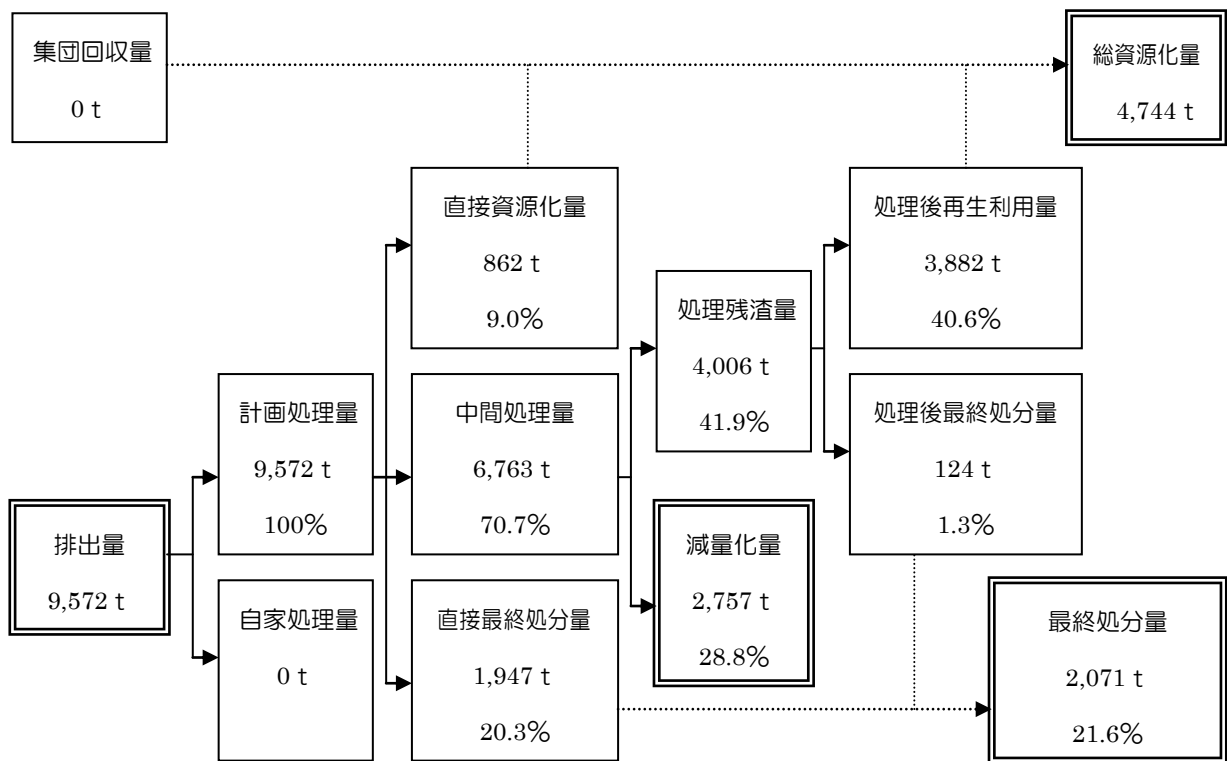 集団回収量
0 t
総資源化量
4,744 t
直接資源化量
862 t
9.0%
処理後再生利用量
3,882 t
40.6%
処理残渣量
4,006 t
41.9%
計画処理量
9,572 t
100%
中間処理量
6,763 t
70.7%
処理後最終処分量
124 t
1.3%
排出量
9,572 t
減量化量
2,757 t
28.8%
自家処理量
0 t
直接最終処分量
1,947 t
20.3%
最終処分量
2,071 t
21.6%